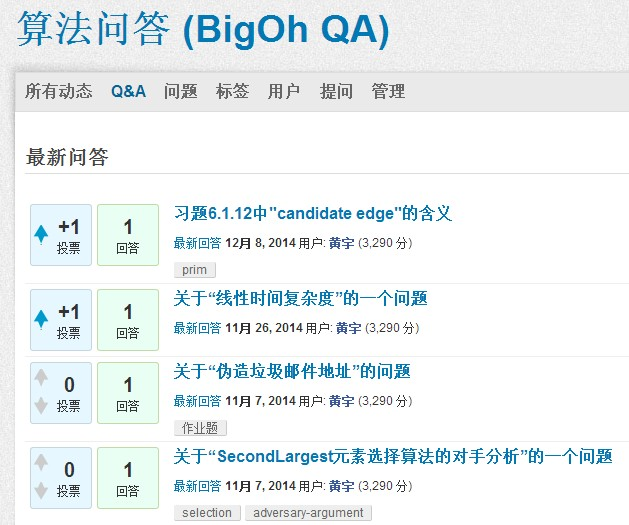 算法问答 (BigOh QA)
所有动态 Q&A 问题 标签 用户 提问 管理
最新问答
+1 投票
1 回答
习题6.1.12中"candidate edge"的含义
最新回答 12月 8, 2014 用户: 黄宇 (3,290 分)
prim
+1 投票
1 回答
关于“线性时间复杂度”的一个问题
最新回答 11月 26, 2014 用户: 黄宇 (3,290 分)
0 投票
1 回答
关于“伪造垃圾邮件地址”的问题
最新回答 11月 7, 2014 用户: 黄宇 (3,290 分)
作业题
0 投票
1 回答
关于“SecondLargest元素选择算法的对手分析”的一个问题
最新回答 11月 7, 2014 用户: 黄宇 (3,290 分)
selection adversary-argument